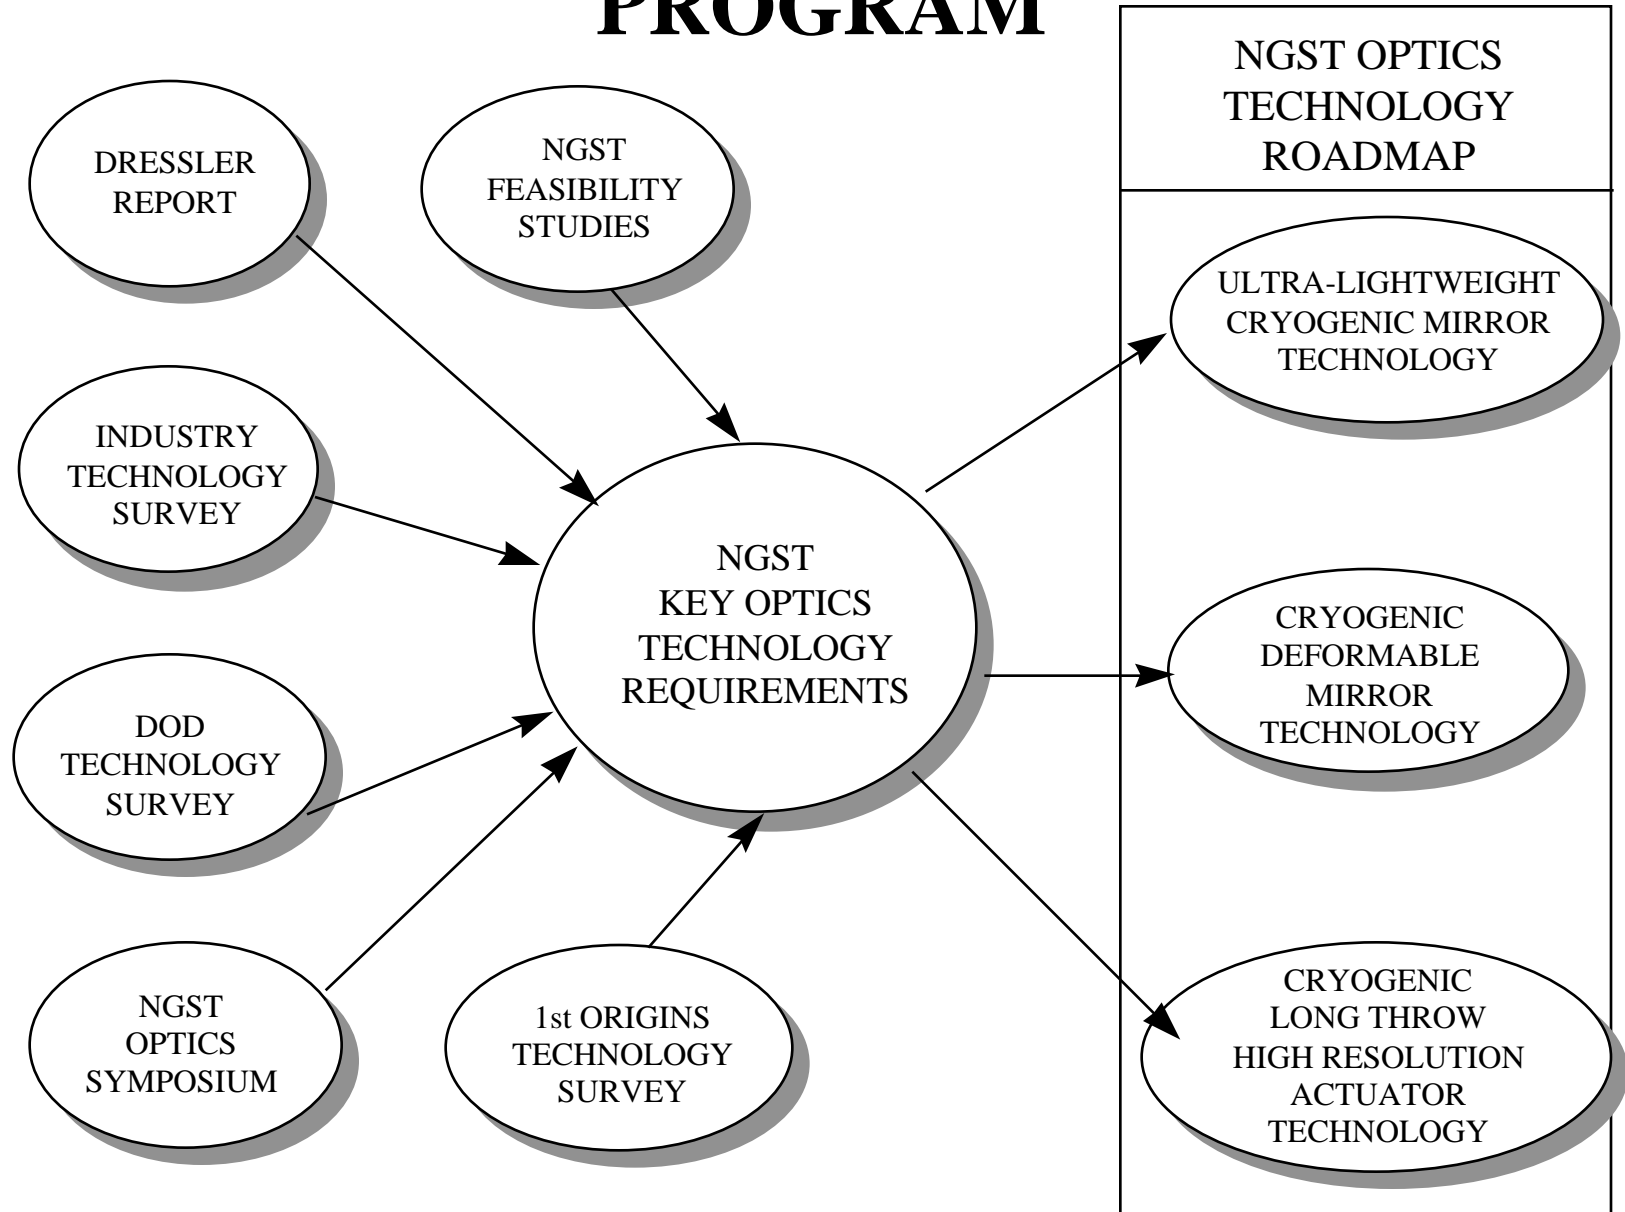 PROGRAM
NGST OPTICS
TECHNOLOGY
ROADMAP
DRESSLER
REPORT
NGST
FEASIBILITY
STUDIES
ULTRA-LIGHTWEIGHT
CRYOGENIC MIRROR
TECHNOLOGY
INDUSTRY
TECHNOLOGY
SURVEY
NGST
KEY OPTICS
TECHNOLOGY
REQUIREMENTS
CRYOGENIC
DEFORMABLE
MIRROR
TECHNOLOGY
DOD
TECHNOLOGY
SURVEY
NGST
OPTICS
SYMPOSIUM
1st ORIGINS
TECHNOLOGY
SURVEY
CRYOGENIC
LONG THROW
HIGH RESOLUTION
ACTUATOR
TECHNOLOGY